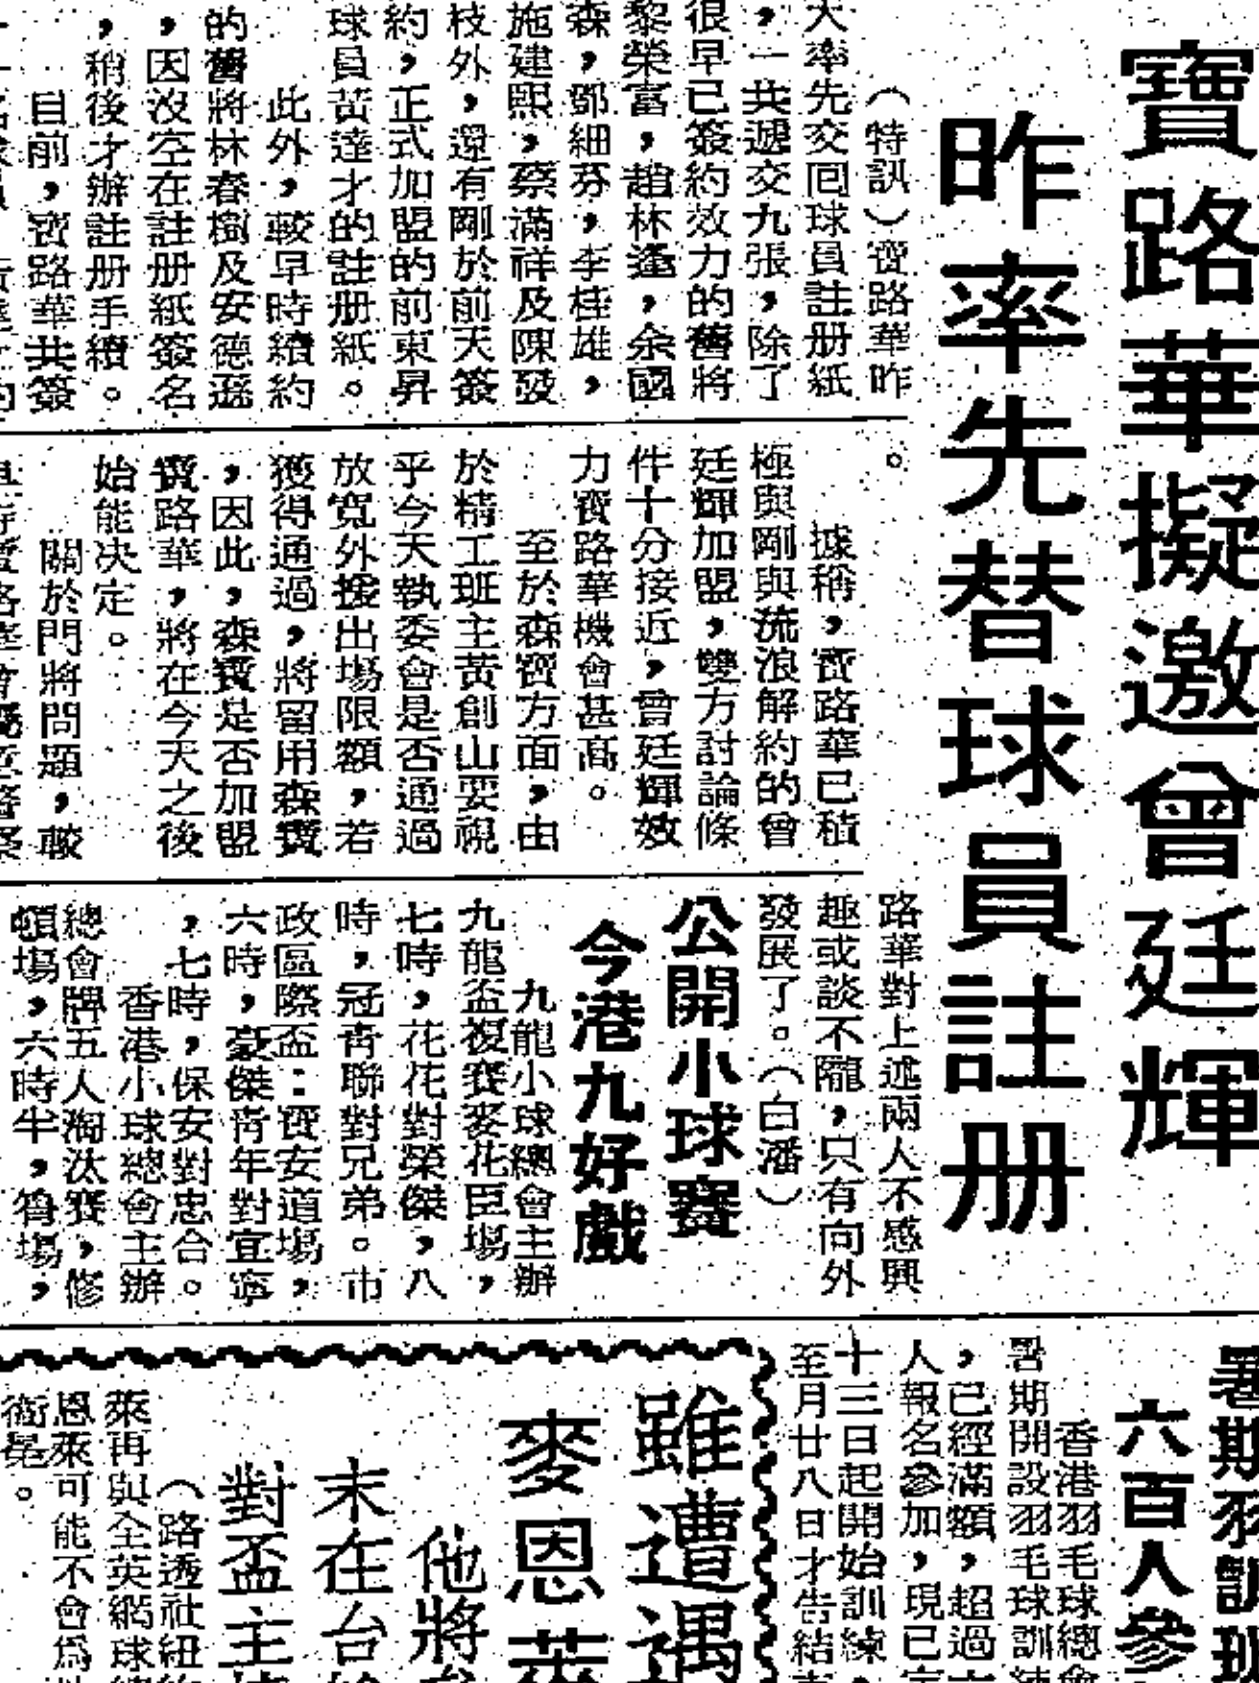 寶路華擬邀曾廷輝
昨率先替球員註册
（特訊）寶路華昨
天率先交回球員註册紙
，一共遞交九張，除了
很早已簽約效力的舊將
黎榮富，趙林逢，余國
森，鄧細芬，李桂雄，
施建熙，蔡滿祥及陳發
枝外，還有剛於前天簽
約，正式加盟的前東昇
球員黃達才的註册紙。
此外，較早時續約
的舊將林春樹及安德遜
，因沒空在註册紙簽名
，稍後才辦註册手續。
目前，寶路華共簽
。
據稱，寶路華已積
極與剛與流浪解約的曾
廷輝加盟，雙方討論條
件十分接近，曾廷輝效
力寶路華機會甚高。
至於森寶方面，由
於精工班主黃創山要視
乎今天執委會是否通過
放寬外援出場限額，若
獲得通過，將留用森寶
，因此，森寶是否加盟
寶路華，將在今天之後
始能决定。
關於門將問題，較
路華對上述兩人不感興
趣或談不隴，只有向外
發展了。（白潘）
公開小球賽
今港九好戲
九龍小球總會主辦
九龍盃複賽麥花臣場，
七時，花花對榮傑，八
時，冠青聯對兄弟。市
政區際盃：寶安道場，
六時，豪傑青年對宜寧
，七時，保安對忠合。
香港小球總會主辦
總會牌五人淘汰賽，修
頓場，六時半，
暑期羽 訓班
六百人參
香港羽毛球總會
暑期開設羽毛球訓練
，已經滿額，超過
人報名參加，現已
十三日起開始訓練，
至月廿八日才告結束
雖遭遇
麥恩萊
他將
末在台
對盃主
（路透社紐約
萊再與全英網球總
恩萊可能不會爲
衞冕。